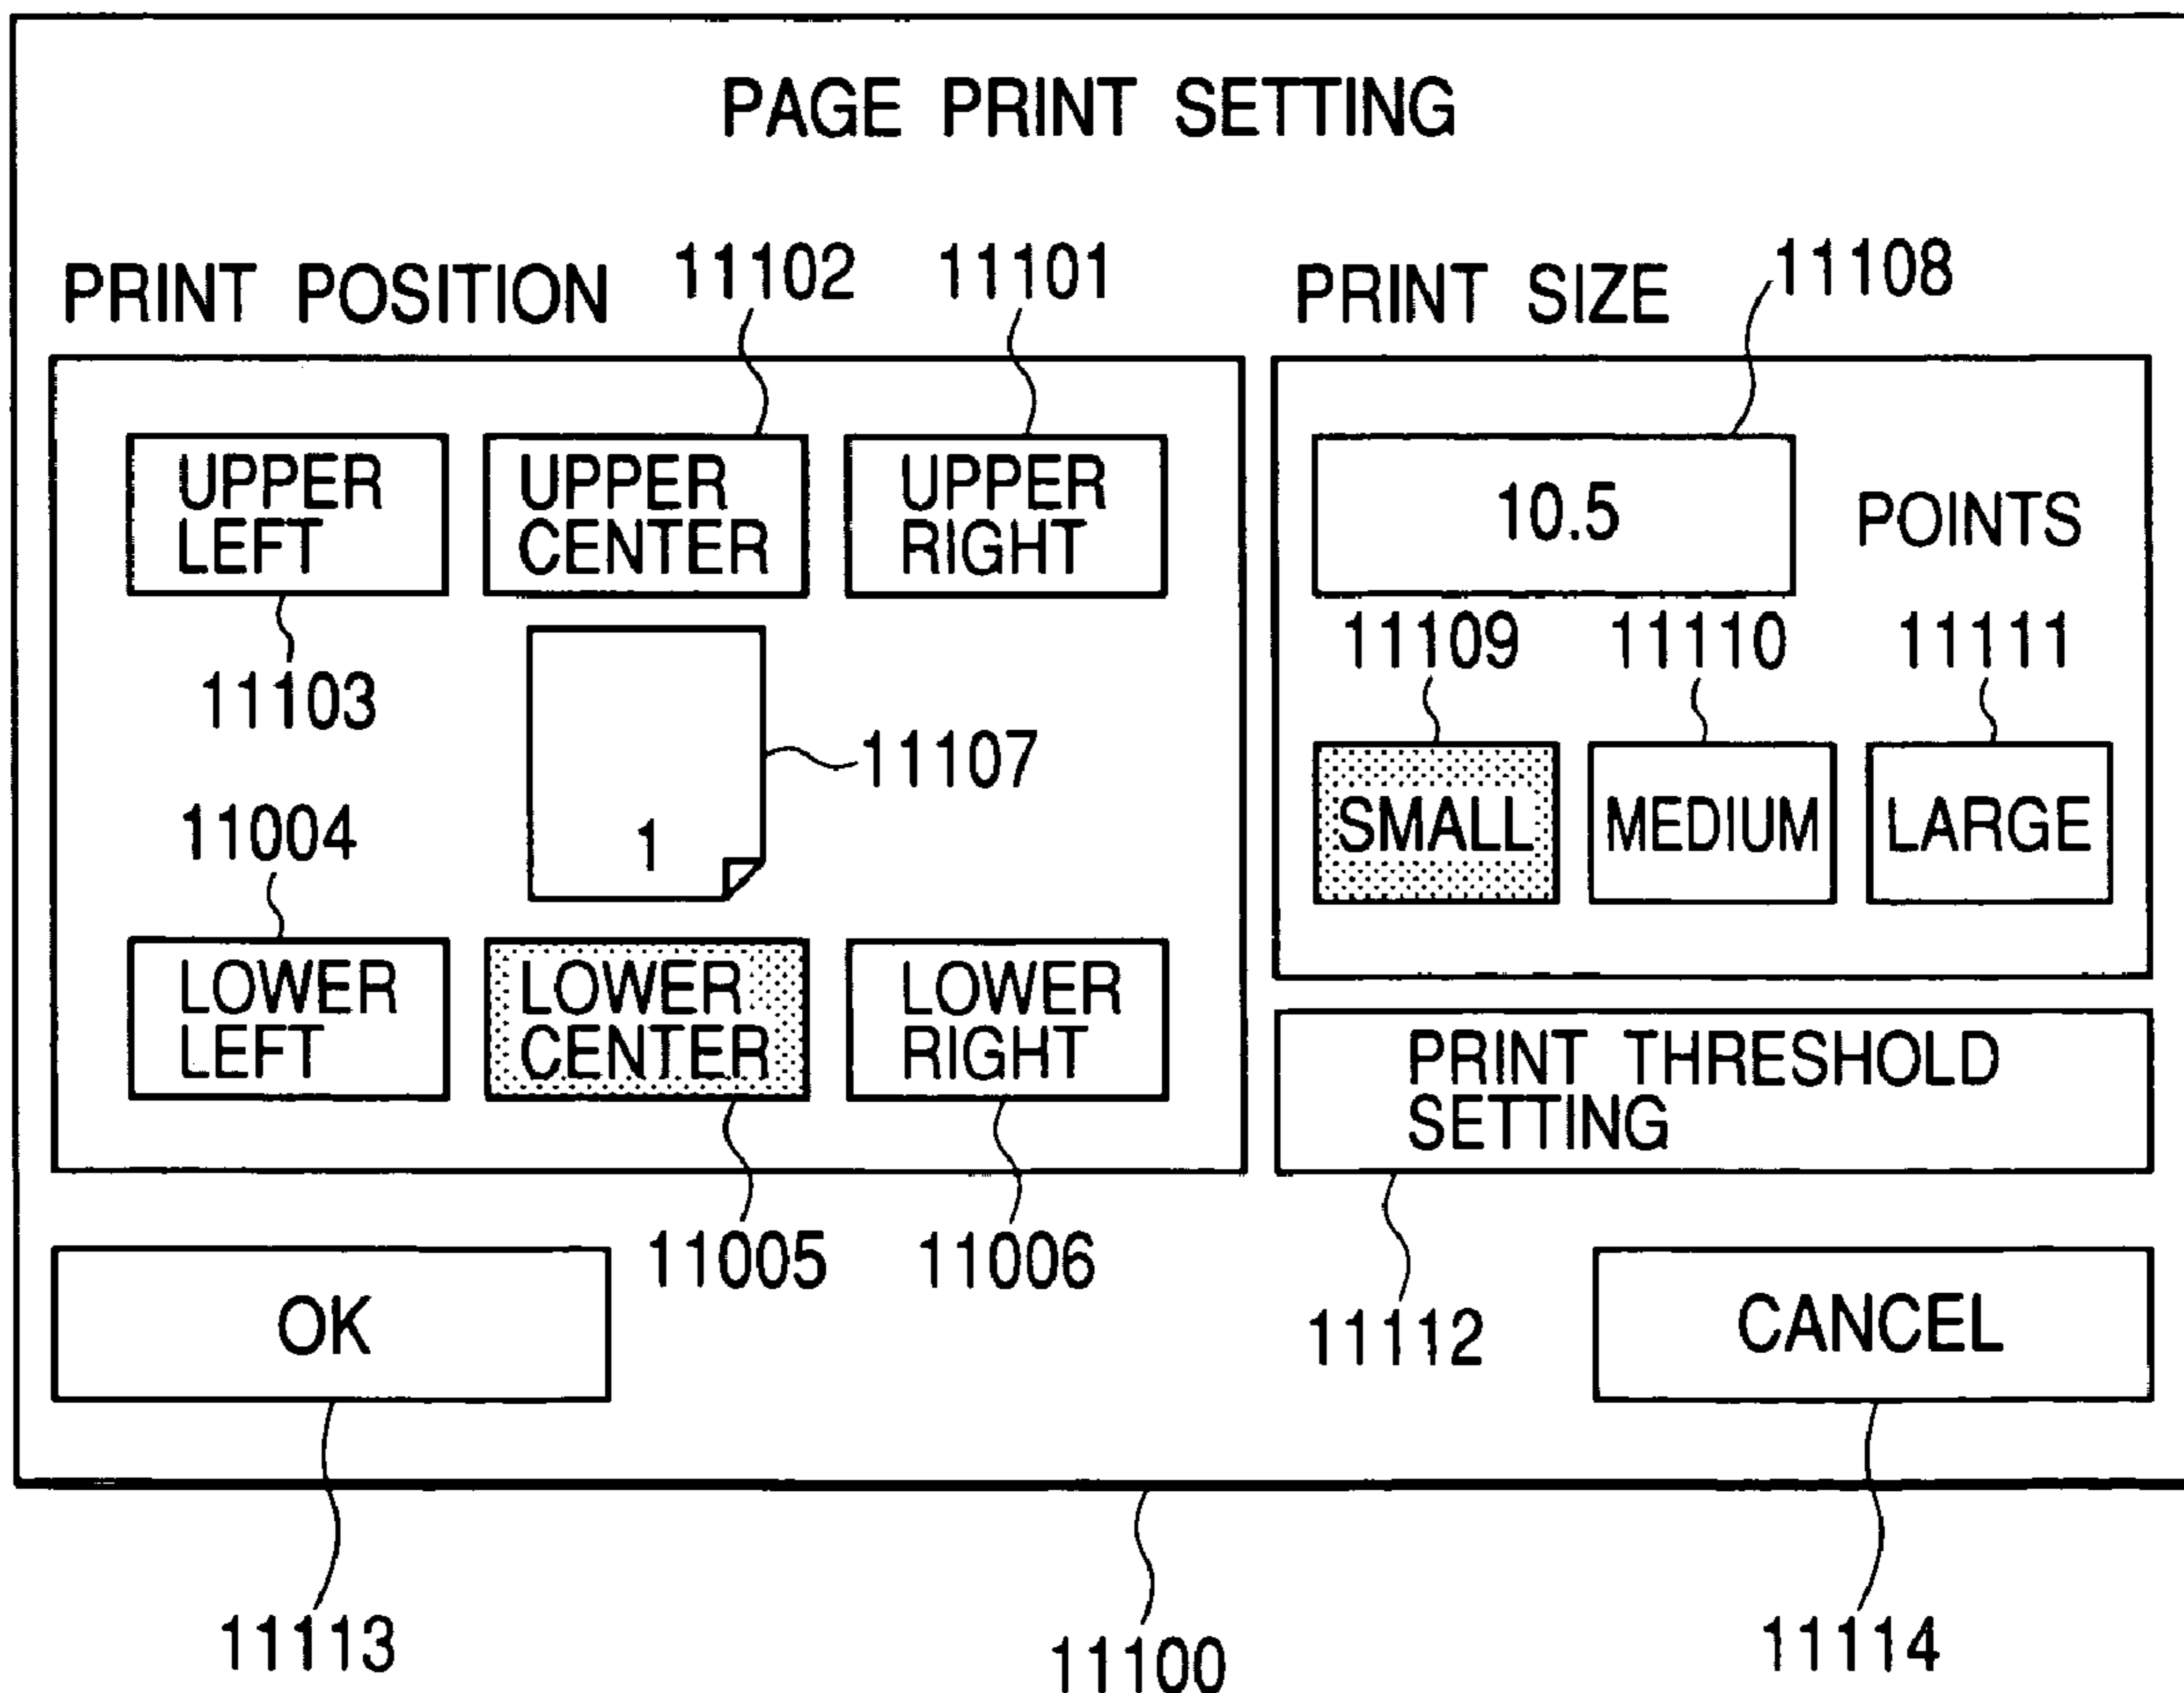 PAGE PRINT SETTING
PRINT POSITION
11102
11101
PRINT SIZE
11108
UPPER
LEFT
UPPER
CENTER
UPPER
RIGHT
10.5
POINTS
11103
11109
11110
11111
11107
1
SMALL
MEDIUM
LARGE
11004
LOWER
LEFT
LOWER
CENTER
LOWER
RIGHT
PRINT THRESHOLD
SETTING
11005
11006
11112
OK
CANCEL
11113
11100
11114